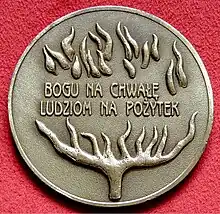 BOGU NA CHWAŁĘ
LUDZIOM NA POŻYTEK